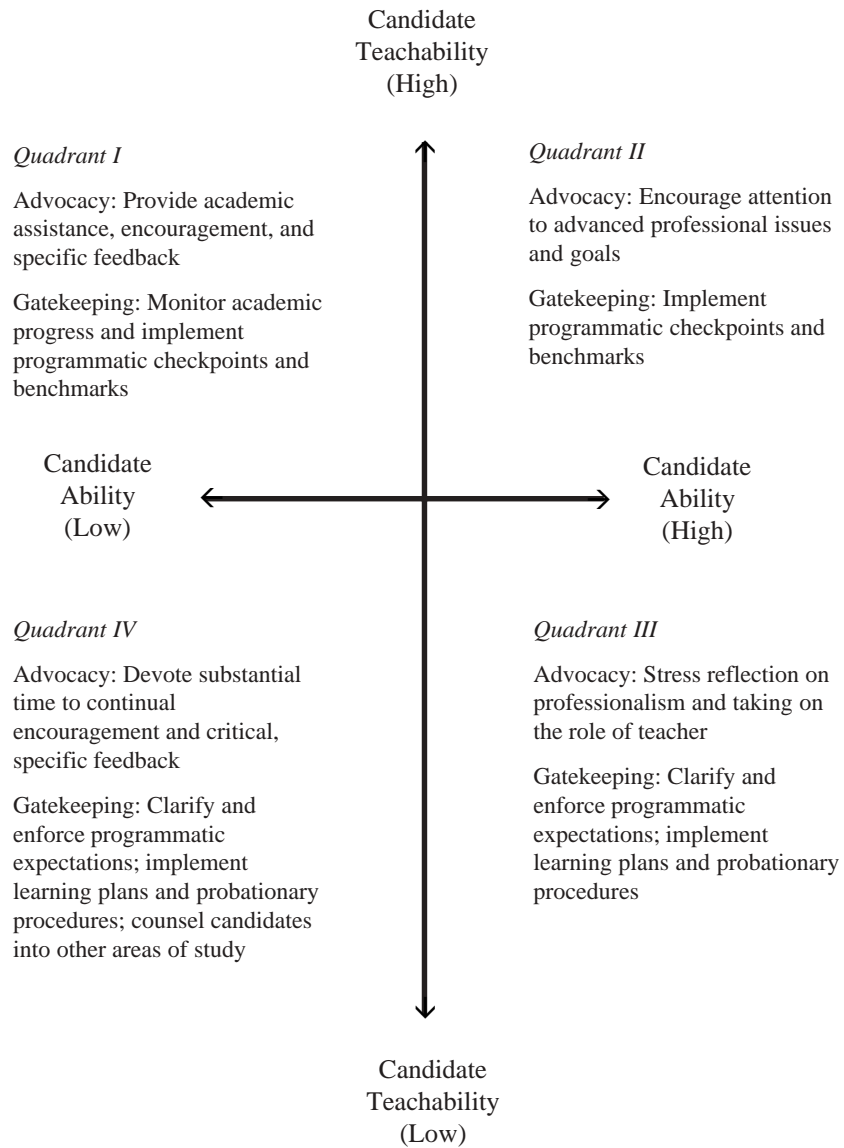 Candidate
Teachability
(High)
Quadrant I
Advocacy: Provide academic
assistance, encouragement, and
specific feedback
Gatekeeping: Monitor academic
progress and implement
programmatic checkpoints and
benchmarks
Quadrant II
Advocacy: Encourage attention
to advanced professional issues
and goals
Gatekeeping: Implement
programmatic checkpoints and
benchmarks
Candidate
Ability
(Low)
Candidate
Ability
(High)
Quadrant IV
Advocacy: Devote substantial
time to continual
encouragement and critical,
specific feedback
Gatekeeping: Clarify and
enforce programmatic
expectations; implement
learning plans and probationary
procedures; counsel candidates
into other areas of study
Quadrant III
Advocacy: Stress reflection on
professionalism and taking on
the role of teacher
Gatekeeping: Clarify and
enforce programmatic
expectations; implement
learning plans and probationary
procedures
Candidate
Teachability
(Low)